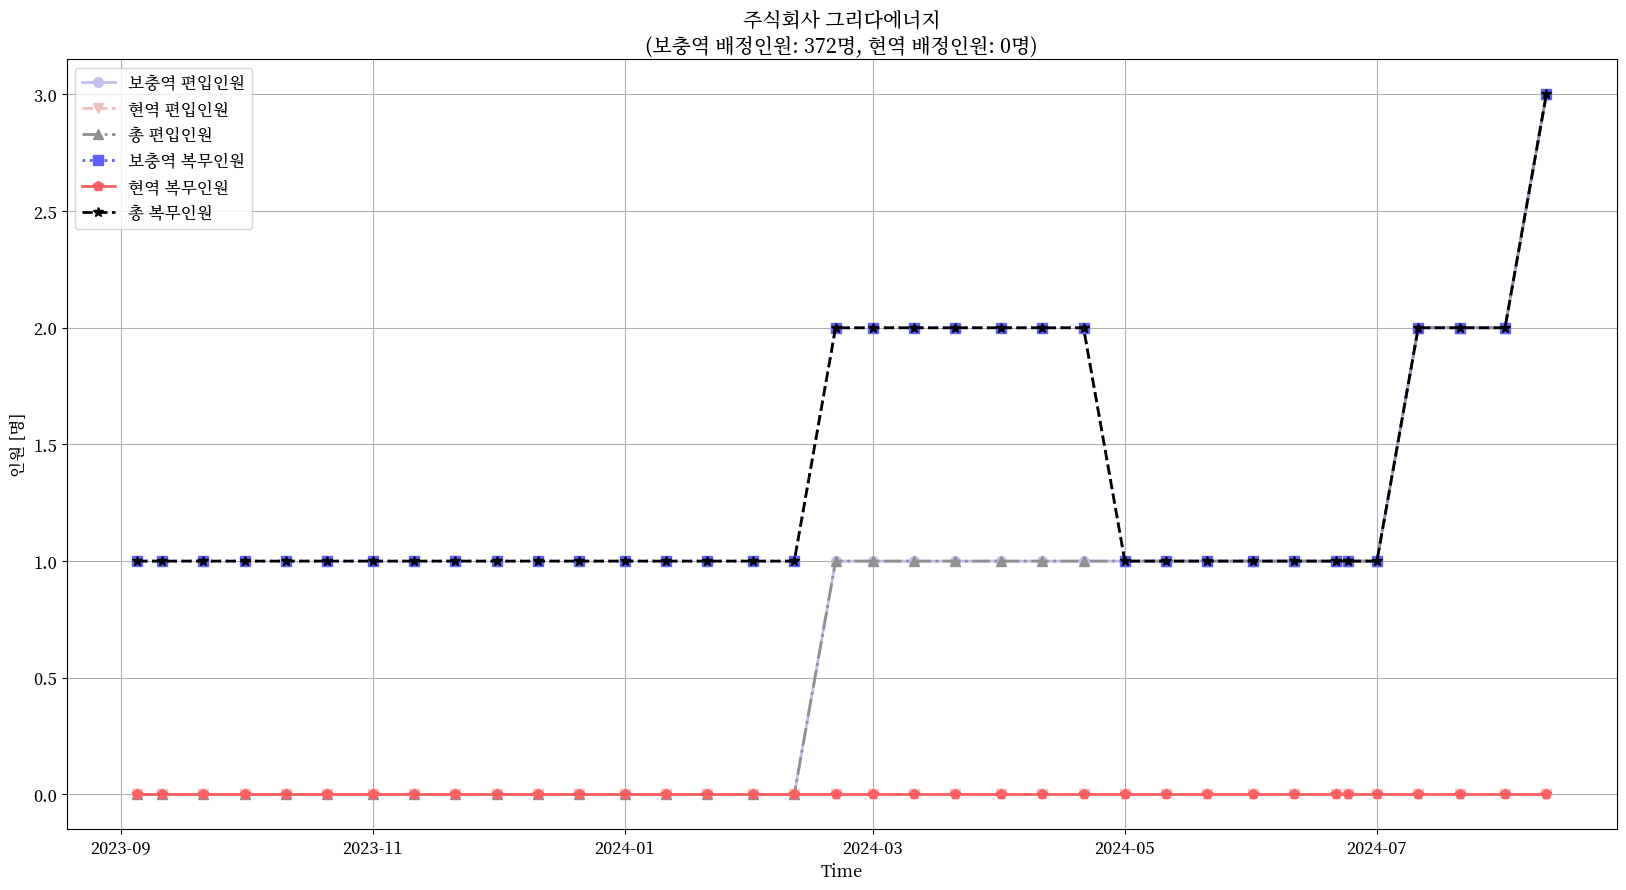 주식회사 그리다에너지
(보충역 배정인원: 372명, 현역 배정인원: 0명)
보충역 편입인원
현역 편입인원
총 편입인원
보충역 복무인원
현역 복무인원
총 복무인원
인원 [명]
3.0
2.5
2.0
1.5
1.0
0.5
0.0
2023-09
2023-11
2024-01
2024-03
2024-05
2024-07
Time